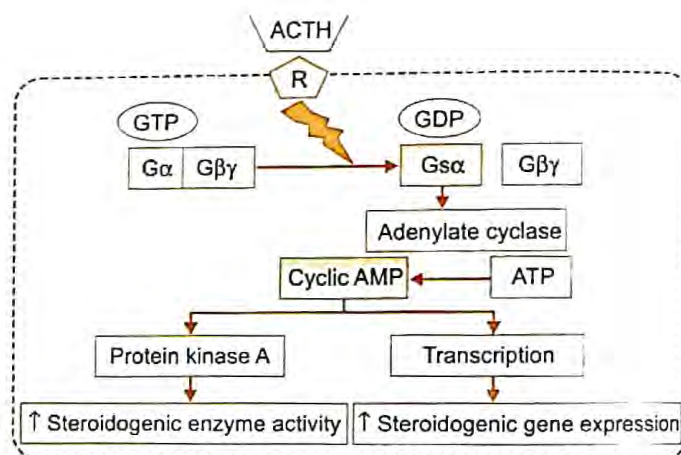 ACTH
R
GTP
GDP
Gα Gβγ
Gsα
Gβγ
Adenylate cyclase
Cyclic AMP
ATP
Protein kinase A
Transcription
↑ Steroidogenic enzyme activity
↑ Steroidogenic gene expression